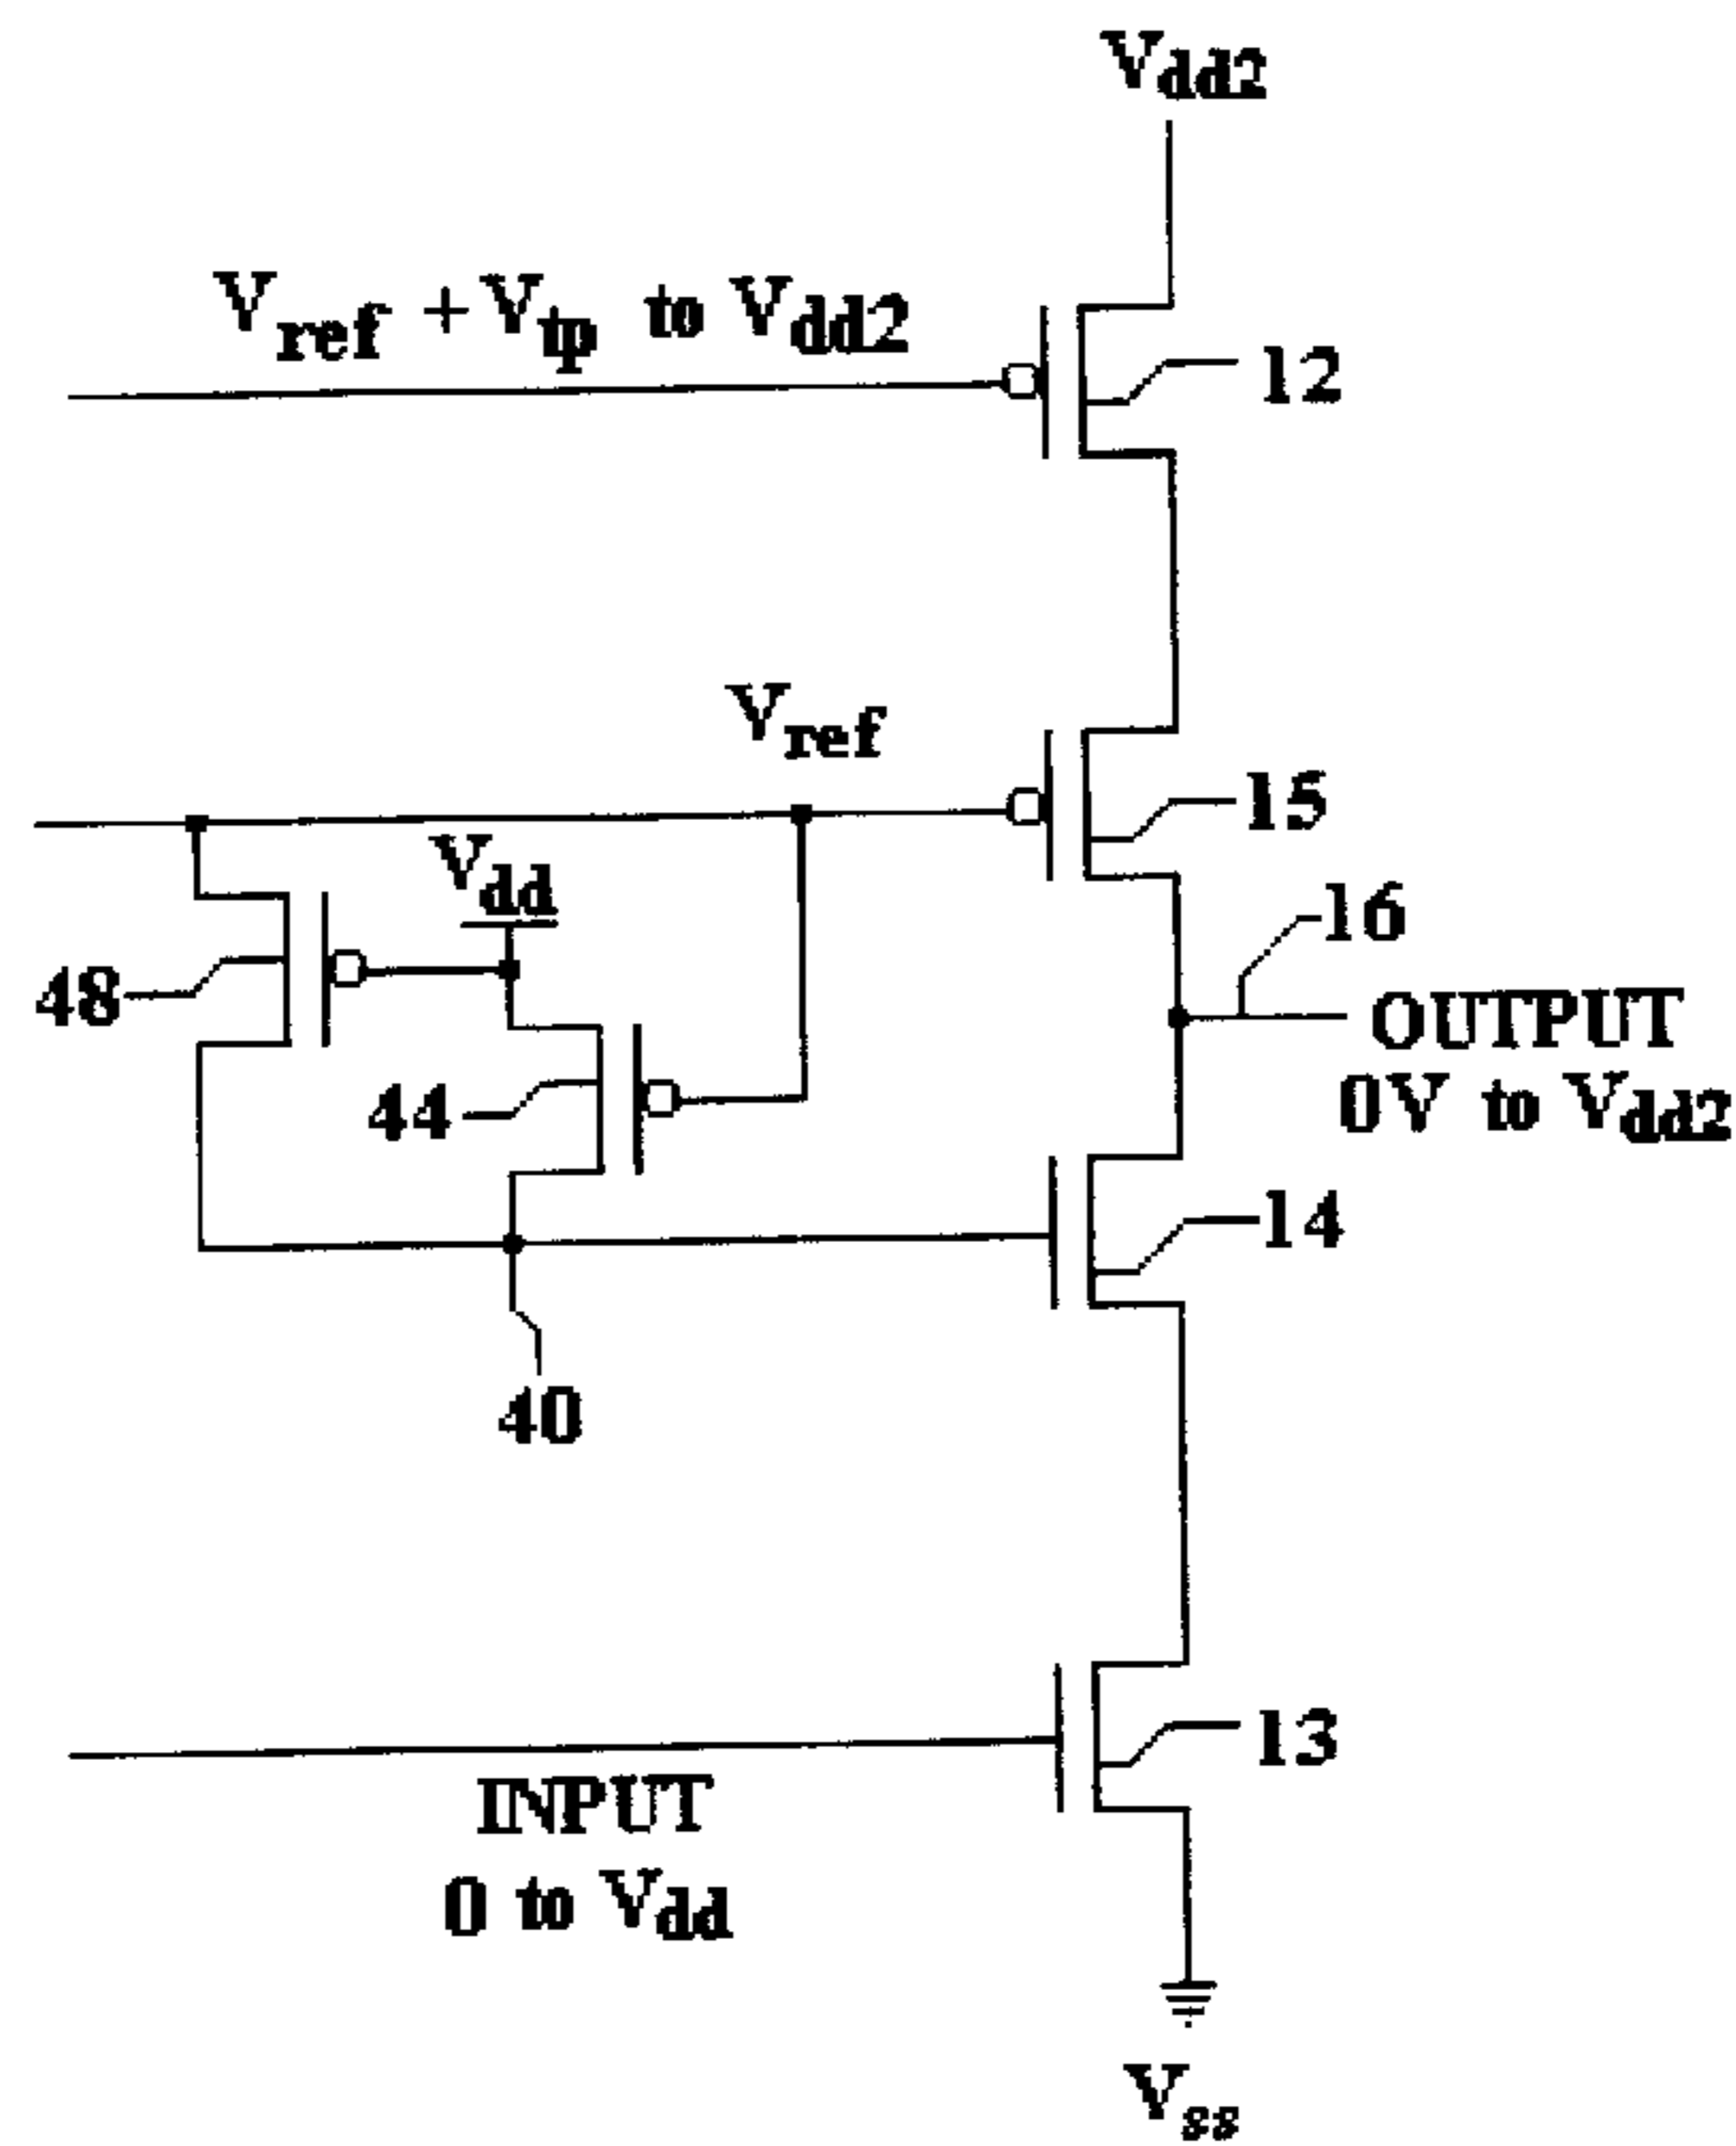 Vdd2
Vref +Vtp to Vdd2
12
Vref
15
Vdd
16
48
OUTPUT
0V to Vdd2
44
14
40
13
INPUT
0 to Vdd
Vss